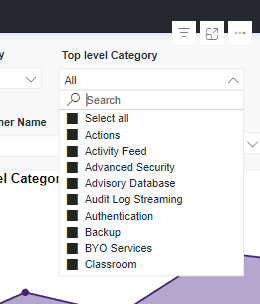 y
Top level Category
All
Search
ner Name
Select all
Actions
Activity Feed
Advanced Security
el Categor
Advisory Database
Audit Log Streaming
Authentication
Backup
BYO Services
Classroom